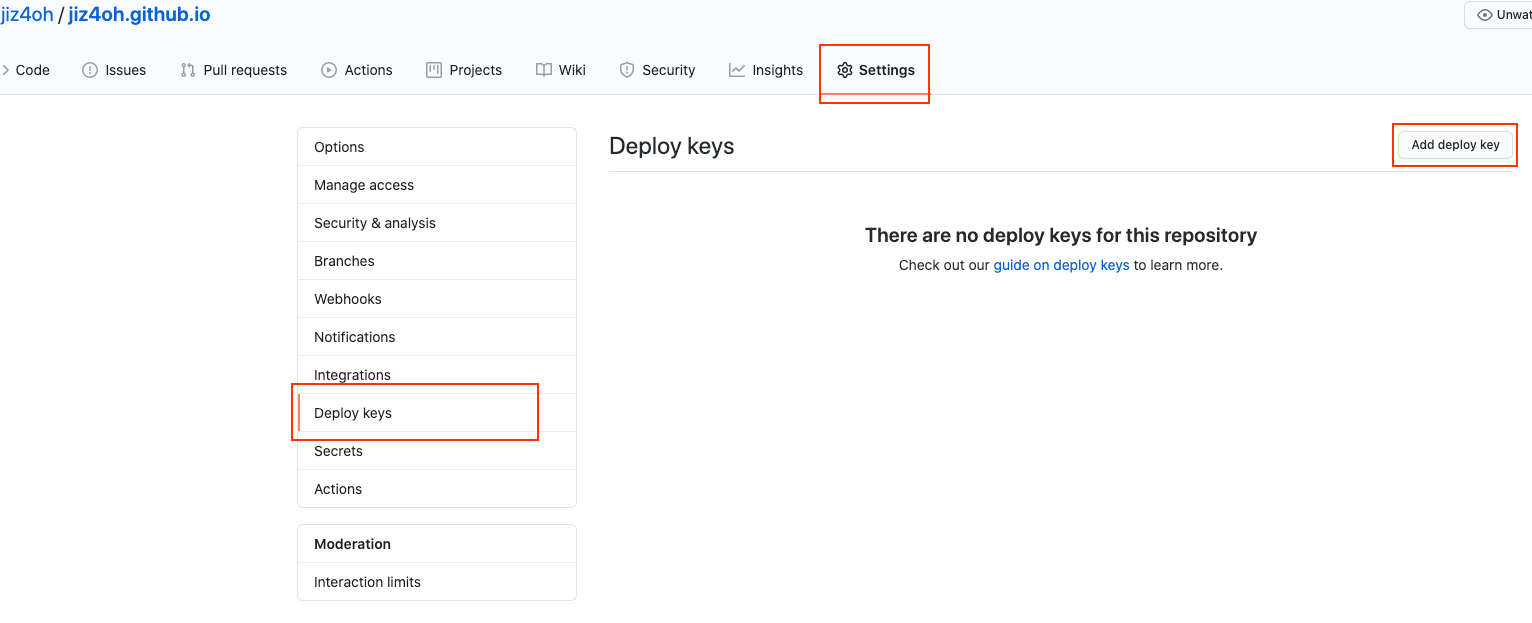 jiz4oh / jiz4oh.github.io
Unwat
Code Issues Pull requests Actions Projects Wiki Security Insights Settings
Options
Manage access
Security & analysis
Branches
Webhooks
Notifications
Integrations
Deploy keys
Secrets
Actions
Moderation
Interaction limits
Deploy keys
Add deploy key
There are no deploy keys for this repository
Check out our guide on deploy keys to learn more.